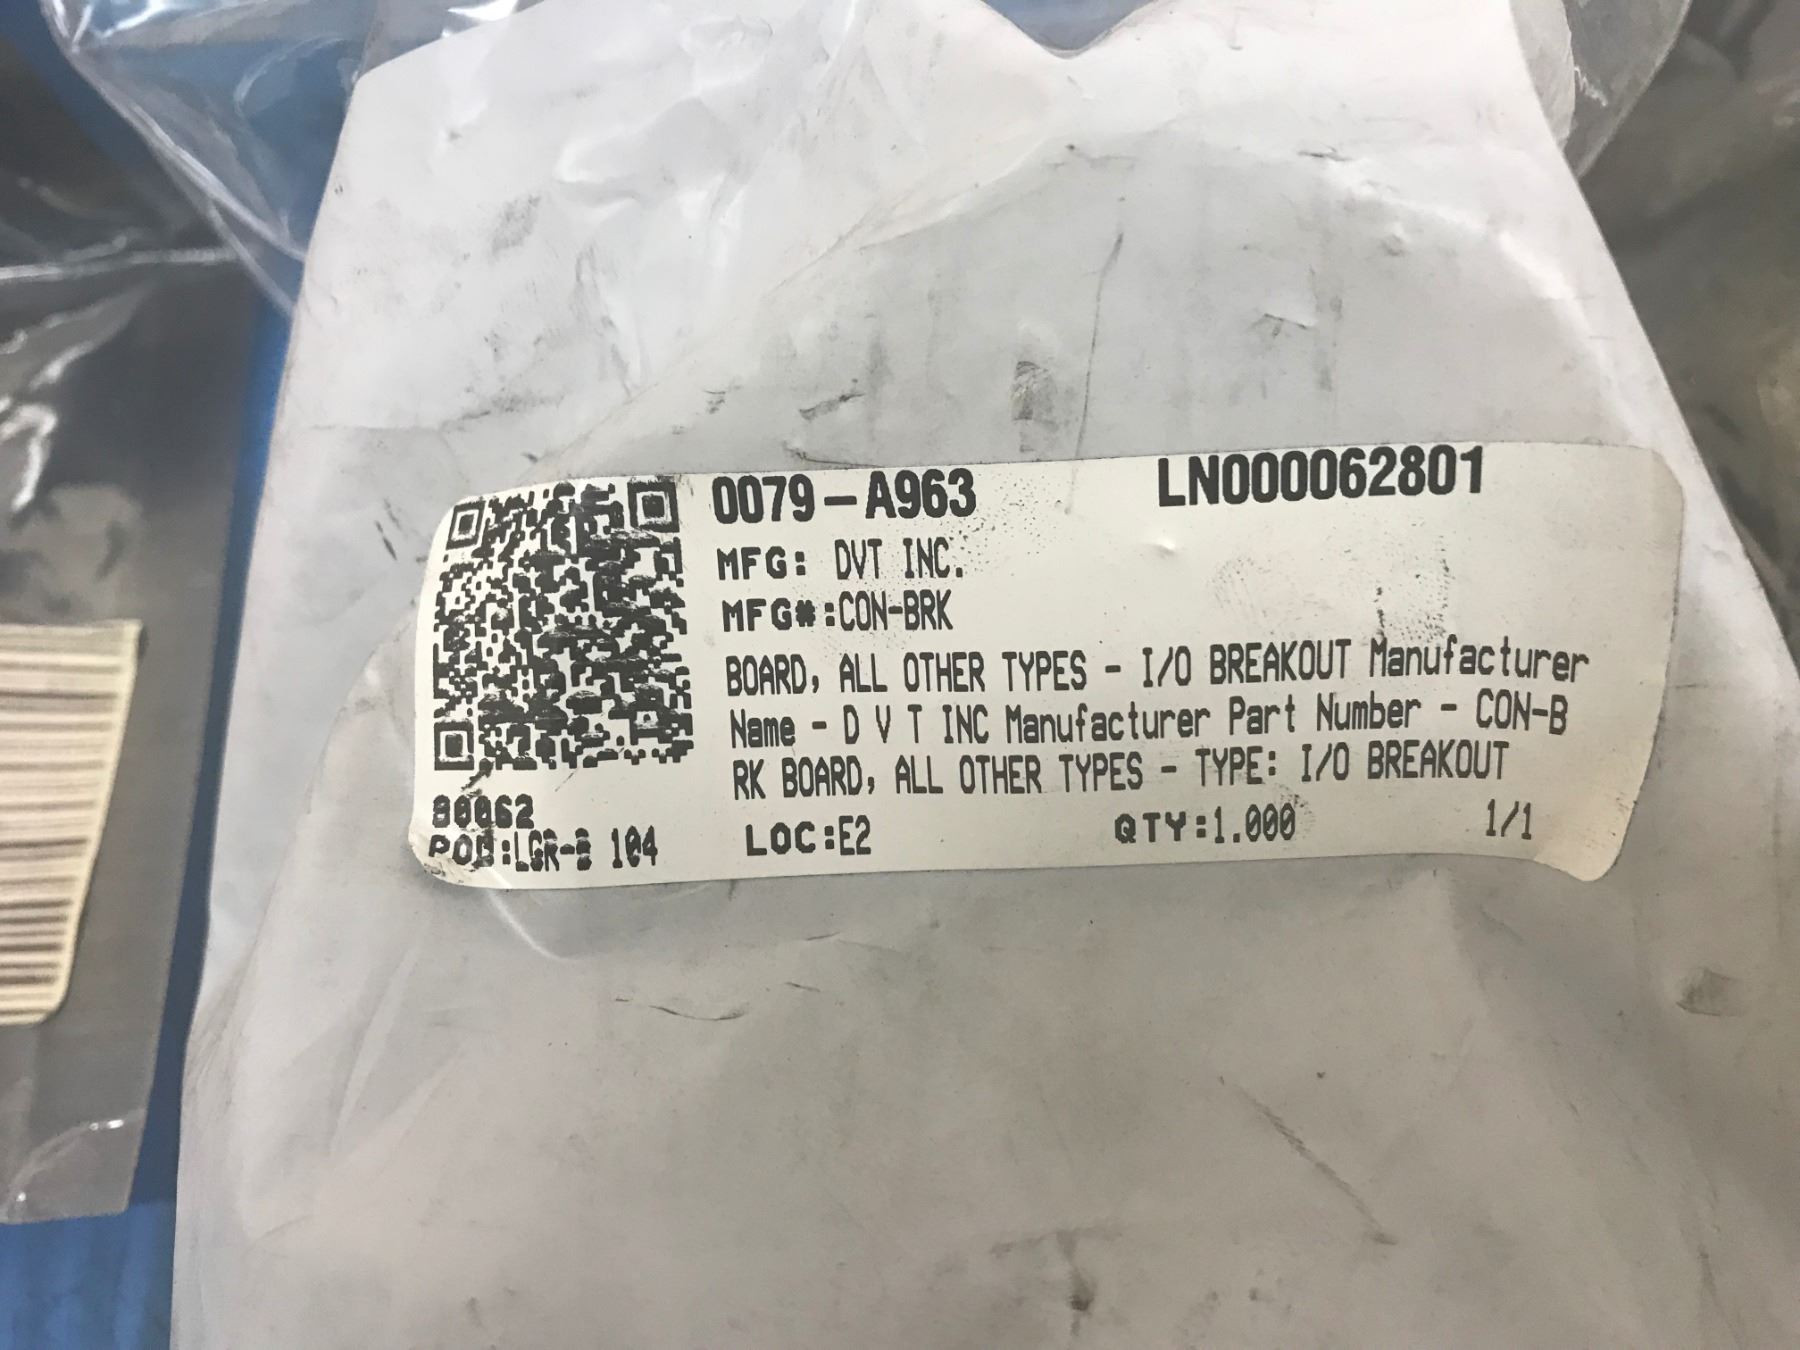 0079-A963 LN000062801
MFG: DVT INC.
MFG#:CON-BRK
BOARD, ALL OTHER TYPES - I/O BREAKOUT Manufacturer
Name - D V T INC Manufacturer Part Number - CON-B
RK BOARD, ALL OTHER TYPES - TYPE: I/O BREAKOUT
104 LOC:E2 QTY:1.000 1/1